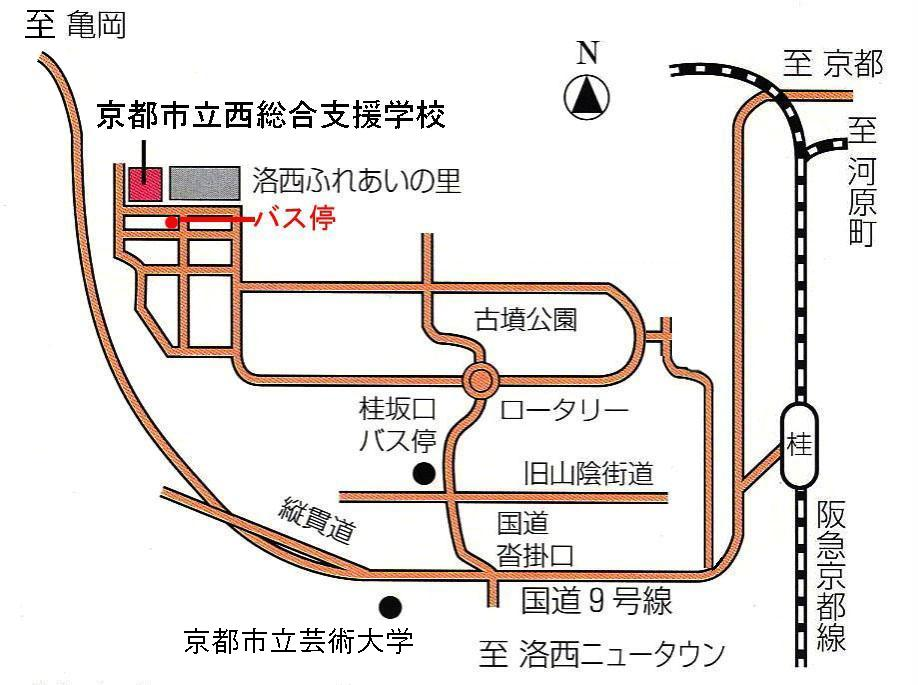 至 亀岡
N
至 京都
京都市立西総合支援学校
至 河原町
洛西ふれあいの里
バス停
古墳公園
桂坂口
バス停
ロータリー
桂
旧山陰街道
縦貫道
国道
沓掛口
阪急京都線
国道9号線
京都市立芸術大学
至 洛西ニュータウン